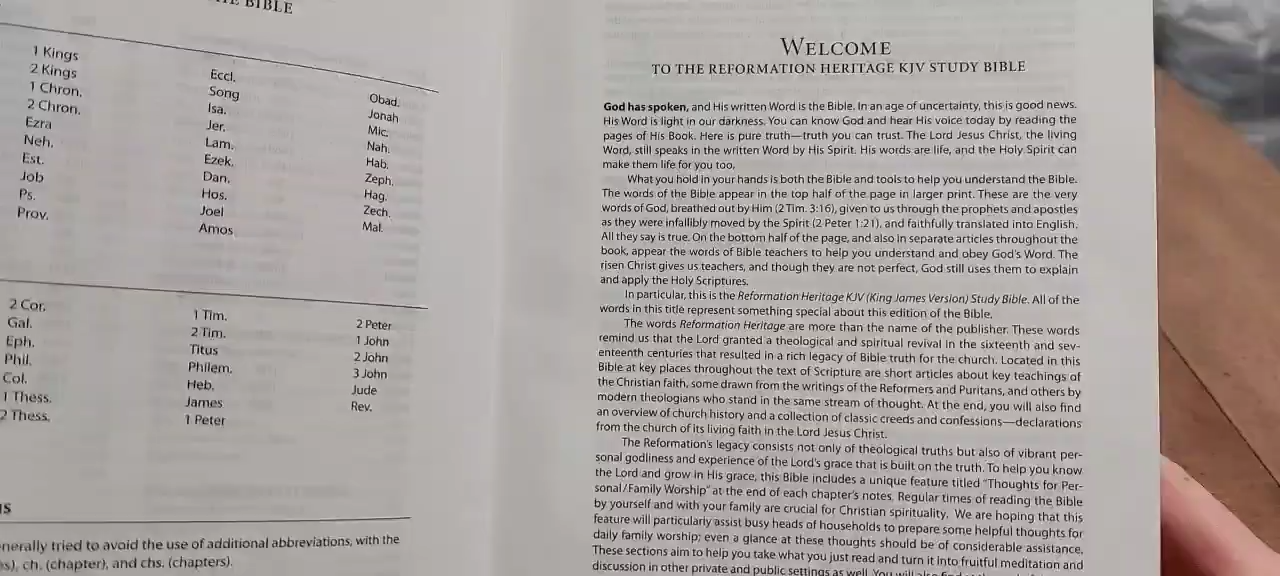 THE BIBLE
1 Kings
2 Kings
1 Chron.
2 Chron.
Ezra
Neh.
Est.
Job
Ps.
Prov.
Eccl.
Song
Isa.
Jer.
Lam.
Ezek.
Dan.
Hos.
Joel
Amos
Obad.
Jonah
Mic.
Nah.
Hab.
Zeph.
Hag.
Zech.
Mal.
2 Cor.
Gal.
Eph.
Phil.
Col.
1 Thess.
2 Thess.
1 Tim.
2 Tim.
Titus
Philem.
Heb.
James
1 Peter
2 Peter
1 John
2 John
3 John
Jude
Rev.
enerally tried to avoid the use of additional abbreviations, with the
s), ch. (chapter), and chs. (chapters).
WELCOME
TO THE REFORMATION HERITAGE KJV STUDY BIBLE
God has spoken, and His written Word is the Bible. In an age of uncertainty, this is good news.
His Word is light in our darkness. You can know God and hear His voice today by reading the
pages of His Book. Here is pure truth—truth you can trust. The Lord Jesus Christ, the living
Word, still speaks in the written Word by His Spirit. His words are life, and the Holy Spirit can
make them life for you too.
What you hold in your hands is both the Bible and tools to help you understand the Bible.
The words of the Bible appear in the top half of the page in larger print. These are the very
words of God, breathed out by Him (2 Tim. 3:16), given to us through the prophets and apostles
as they were infallibly moved by the Spirit (2 Peter 1:21), and faithfully translated into English.
All they say is true. On the bottom half of the page, and also in separate articles throughout the
book, appear the words of Bible teachers to help you understand and obey God's Word. The
risen Christ gives us teachers, and though they are not perfect, God still uses them to explain
and apply the Holy Scriptures.
In particular, this is the Reformation Heritage KJV (King James Version) Study Bible. All of the
words in this title represent something special about this edition of the Bible.
The words Reformation Heritage are more than the name of the publisher. These words
remind us that the Lord granted a theological and spiritual revival in the sixteenth and sev-
enteenth centuries that resulted in a rich legacy of Bible truth for the church. Located in this
Bible at key places throughout the text of Scripture are short articles about key teachings of
the Christian faith, some drawn from the writings of the Reformers and Puritans, and others by
modern theologians who stand in the same stream of thought. At the end, you will also find
an overview of church history and a collection of classic creeds and confessions—declarations
from the church of its living faith in the Lord Jesus Christ.
The Reformation's legacy consists not only of theological truths but also of vibrant per-
sonal godliness and experience of the Lord's grace that is built on the truth. To help you know
the Lord and grow in His grace, this Bible includes a unique feature titled "Thoughts for Per-
sonal/Family Worship" at the end of each chapter's notes. Regular times of reading the Bible
by yourself and with your family are crucial for Christian spirituality. We are hoping that this
feature will particularly assist busy heads of households to prepare some helpful thoughts for
daily family worship; even a glance at these thoughts should be of considerable assistance.
These sections aim to help you take what you just read and turn it into fruitful meditation and
discussion in other private and public settings as well. You will also find